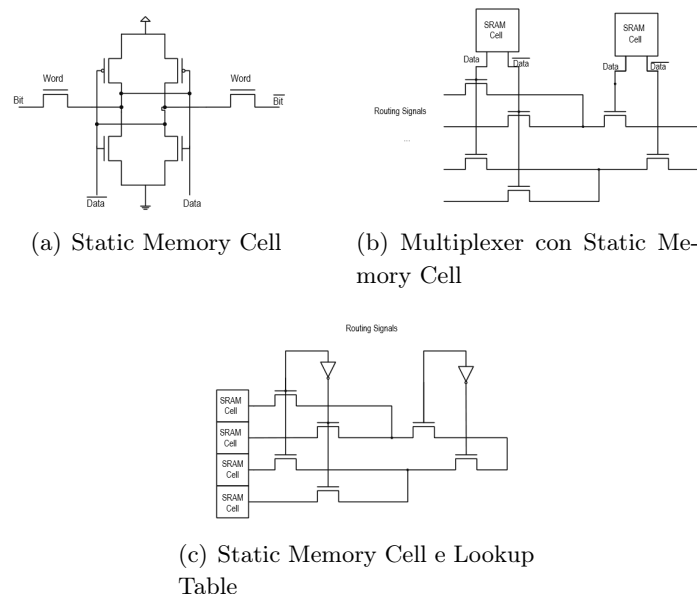 Word
Word
Bit
Bit
Data
Data
(a) Static Memory Cell
SRAM
Cell
SRAM
Cell
Data
Data
Data
Data
Routing Signals
...
(b) Multiplexer con Static Me-
mory Cell
Routing Signals
SRAM
Cell
SRAM
Cell
SRAM
Cell
SRAM
Cell
(c) Static Memory Cell e Lookup
Table